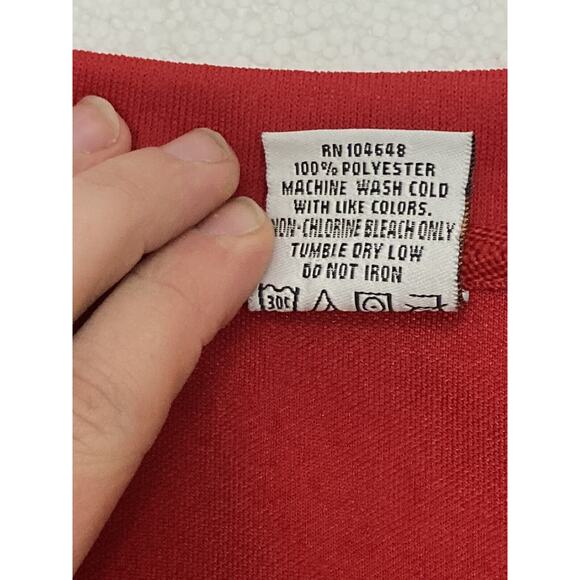 RN 104648
100% POLYESTER
MACHINE WASH COLD
WITH LIKE COLORS.
NON-CHLORINE BLEACH ONLY
TUMBLE DRY LOW
DO NOT IRON
30C